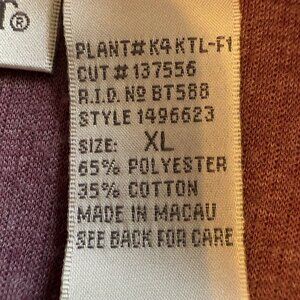 PLANT# K4 KTL-F1
CUT # 137556
R.I.D. Nº BT588
STYLE 1496623
SIZE: XL
65% POLYESTER
35% COTTON
MADE IN MACAU
SEE BACK FOR CARE